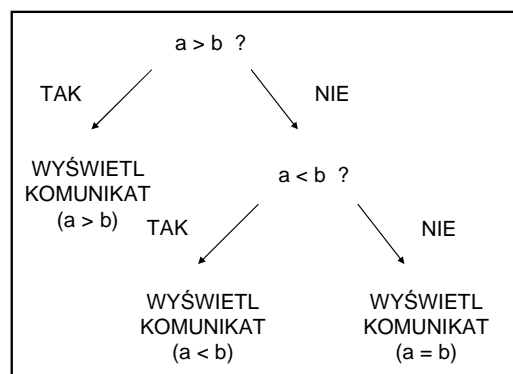 a > b ?
TAK
NIE
WYŚWIETL
KOMUNIKAT
(a > b)
a < b ?
TAK
NIE
WYŚWIETL
KOMUNIKAT
(a < b)
WYŚWIETL
KOMUNIKAT
(a = b)